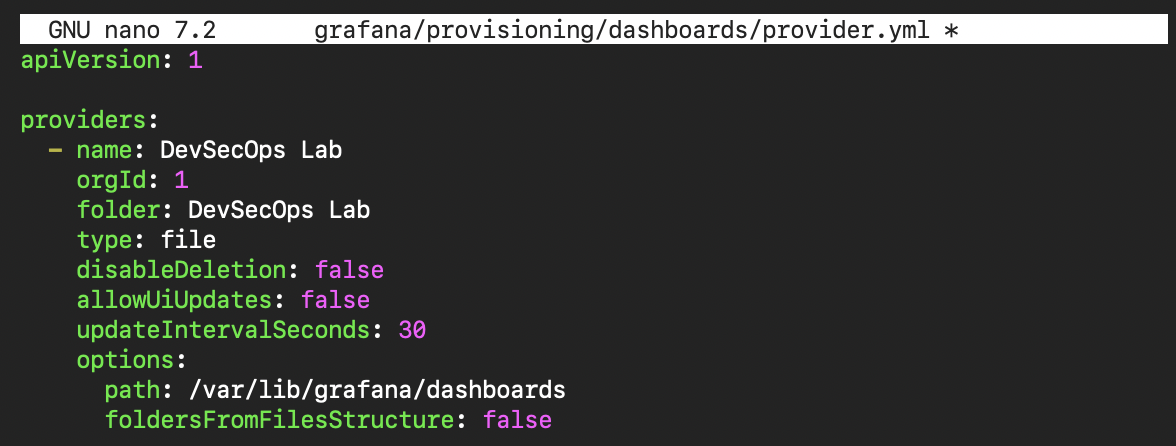 GNU nano 7.2 grafana/provisioning/dashboards/provider.yml *
apiVersion: 1
providers:
- name: DevSecOps Lab
orgId: 1
folder: DevSecOps Lab
type: file
disableDeletion: false
allowUiUpdates: false
updateIntervalSeconds: 30
options:
path: /var/lib/grafana/dashboards
foldersFromFilesStructure: false